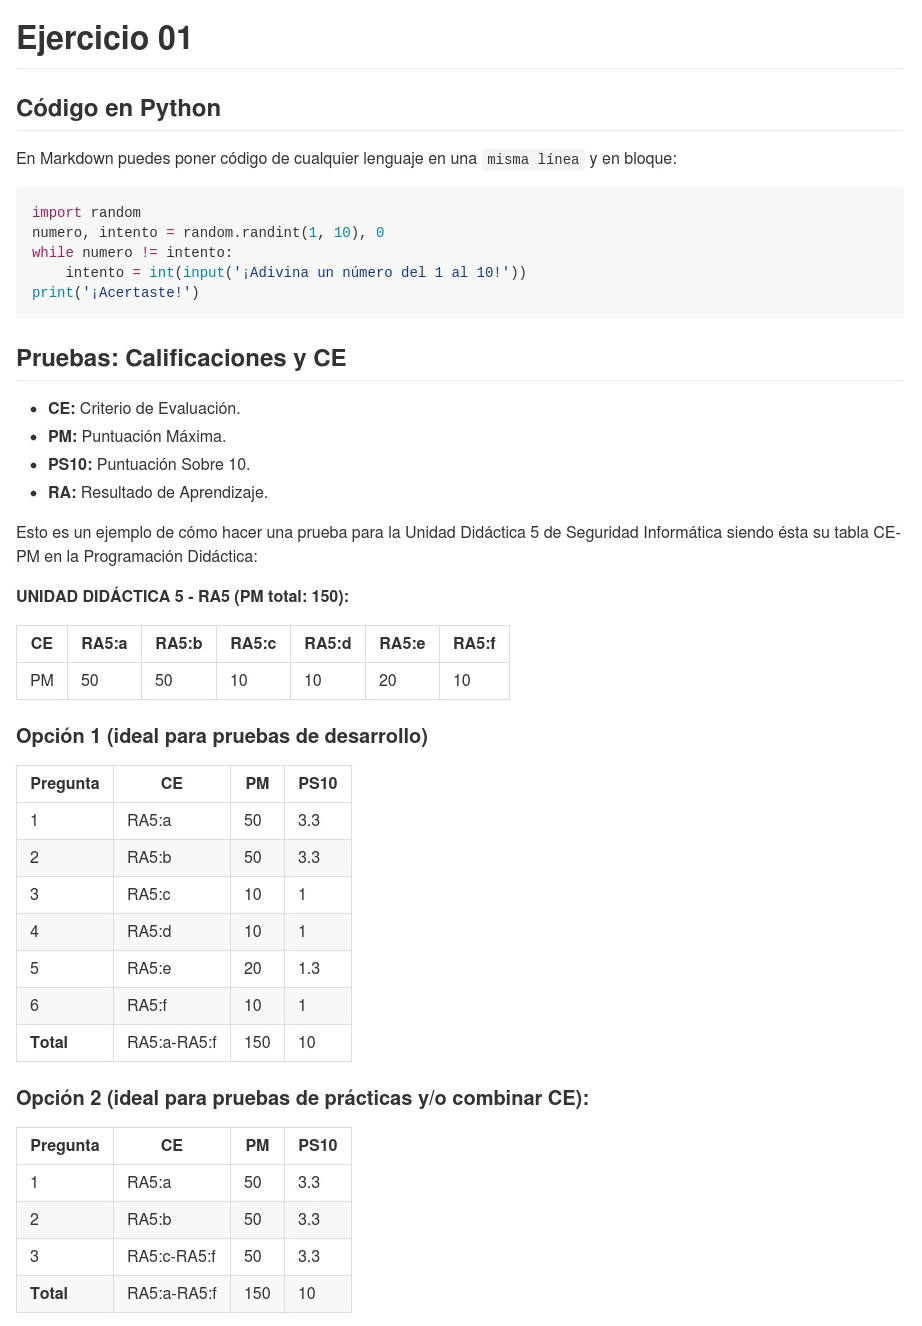 Ejercicio 01
Código en Python
En Markdown puedes poner código de cualquier lenguaje en una misma línea y en bloque:
import random
numero, intento = random.randint(1, 10), 0
while numero != intento:
    intento = int(input('¡Adivina un número del 1 al 10!'))
print('¡Acertaste!')
Pruebas: Calificaciones y CE
• CE: Criterio de Evaluación.
• PM: Puntuación Máxima.
• PS10: Puntuación Sobre 10.
• RA: Resultado de Aprendizaje.
Esto es un ejemplo de cómo hacer una prueba para la Unidad Didáctica 5 de Seguridad Informática siendo ésta su tabla CE-
PM en la Programación Didáctica:
UNIDAD DIDÁCTICA 5 - RA5 (PM total: 150):
CE RA5:a RA5:b RA5:c RA5:d RA5:e RA5:f
PM 50 50 10 10 20 10
Opción 1 (ideal para pruebas de desarrollo)
Pregunta CE PM PS10
1 RA5:a 50 3.3
2 RA5:b 50 3.3
3 RA5:c 10 1
4 RA5:d 10 1
5 RA5:e 20 1.3
6 RA5:f 10 1
Total RA5:a-RA5:f 150 10
Opción 2 (ideal para pruebas de prácticas y/o combinar CE):
Pregunta CE PM PS10
1 RA5:a 50 3.3
2 RA5:b 50 3.3
3 RA5:c-RA5:f 50 3.3
Total RA5:a-RA5:f 150 10